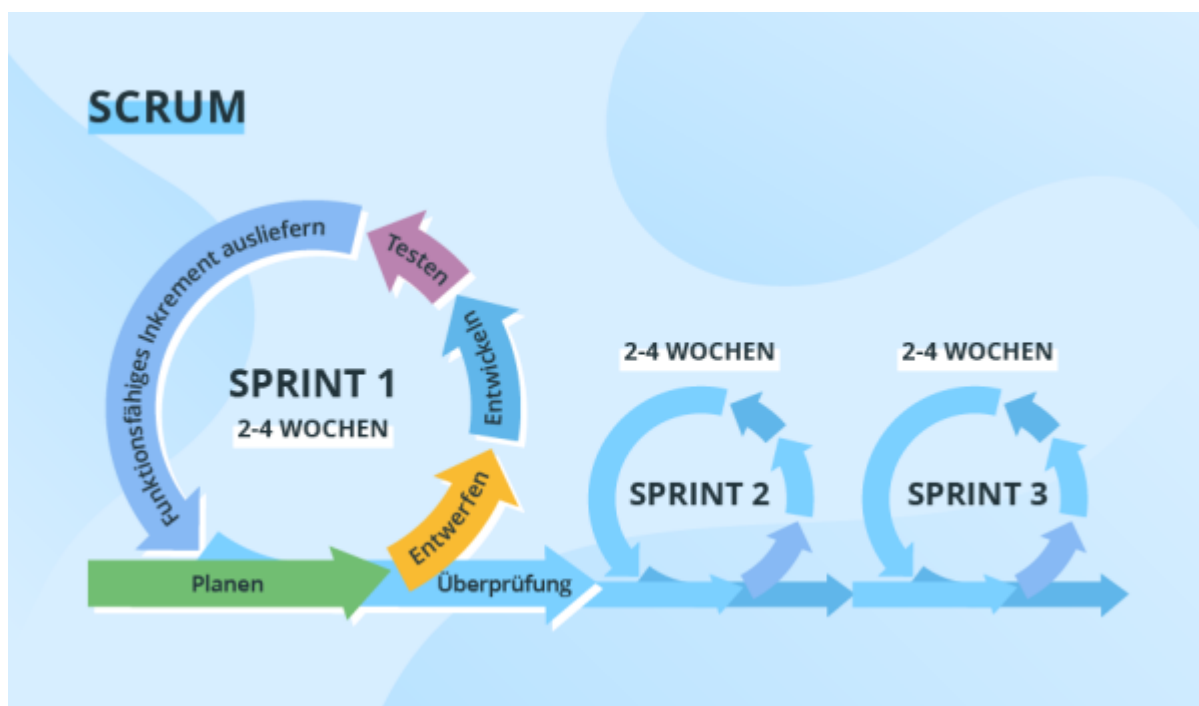 SCRUM
Funktionsfähiges Inkrement ausliefern
Testen
Entwickeln
SPRINT 1
2-4 WOCHEN
Entwerfen
Planen
Überprüfung
2-4 WOCHEN
SPRINT 2
2-4 WOCHEN
SPRINT 3